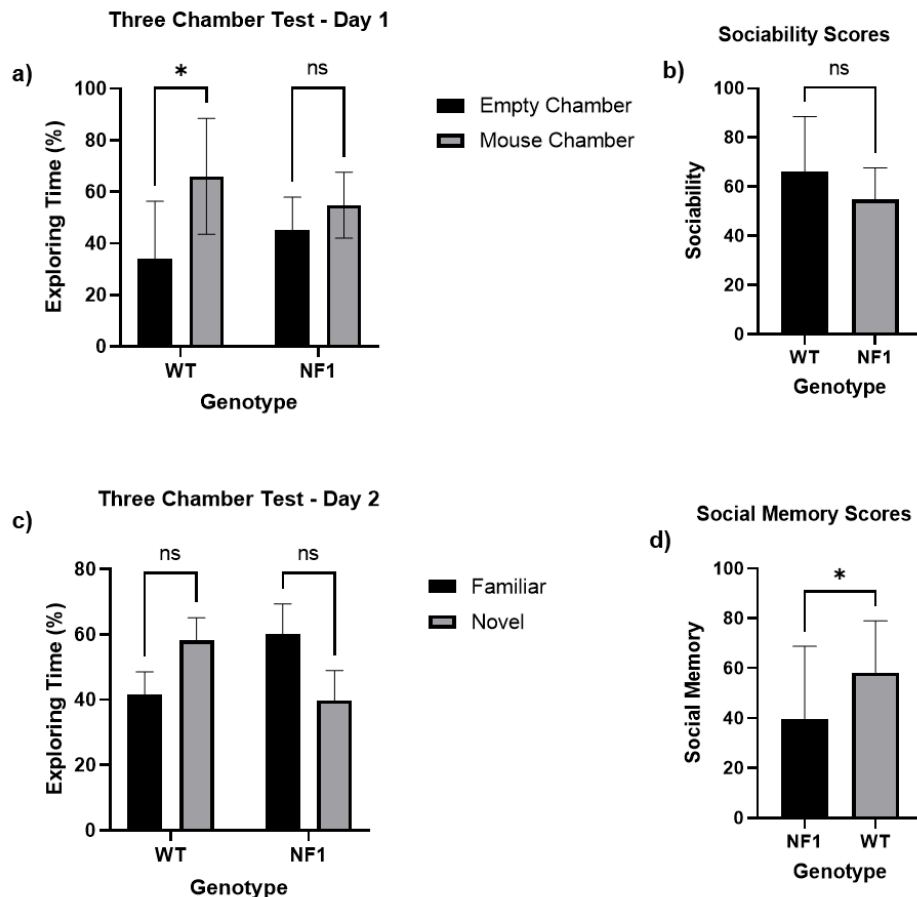 Three Chamber Test - Day 1
a)
*
ns
100
80
60
40
20
0
Exploring Time (%)
WT
NF1
Genotype
Empty Chamber
Mouse Chamber
Sociability Scores
b)
ns
100
80
60
40
20
0
Sociability
WT
NF1
Genotype
Three Chamber Test - Day 2
c)
ns
ns
80
60
40
20
0
Exploring Time (%)
WT
NF1
Genotype
Familiar
Novel
Social Memory Scores
d)
*
100
80
60
40
20
0
Social Memory
NF1
WT
Genotype